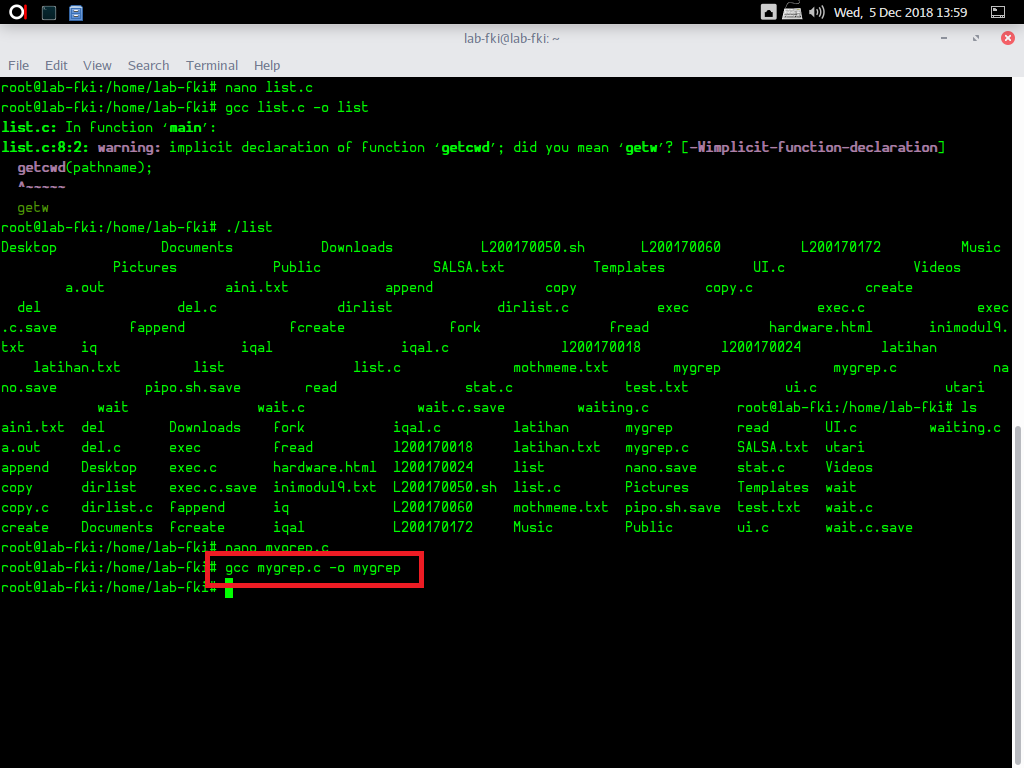 Wed, 5 Dec 2018 13:59
lab-fki@lab-fki: ~
File Edit View Search Terminal Help
root@lab-fki:/home/lab-fki# nano list.c
root@lab-fki:/home/lab-fki# gcc list.c -o list
list.c: In function ‘main’:
list.c:8:2: warning: implicit declaration of function ‘getcwd’; did you mean ‘getw’? [-Wimplicit-function-declaration]
getcwd(pathname);
^~~~~~
getw
root@lab-fki:/home/lab-fki# ./list
Desktop Documents Downloads L200170050.sh L200170060 L200170172 Music
Pictures Public SALSA.txt Templates UI.c Videos
a.out aini.txt append copy copy.c create
del del.c dirlist dirlist.c exec exec.c exec
.c.save fappend fcreate fork fread hardware.html inimodul9.
txt iq iqal iqal.c l200170018 l200170024 latihan
latihan.txt list list.c mothmeme.txt mygrep mygrep.c na
no.save pipo.sh.save read stat.c test.txt ui.c utari
wait wait.c wait.c.save waiting.c root@lab-fki:/home/lab-fki# ls
aini.txt del Downloads fork iqal.c latihan mygrep read UI.c waiting.c
a.out del.c exec fread l200170018 latihan.txt mygrep.c SALSA.txt utari
append Desktop exec.c hardware.html l200170024 list nano.save stat.c Videos
copy dirlist exec.c.save inimodul9.txt L200170050.sh list.c Pictures Templates wait
copy.c dirlist.c fappend iq L200170060 mothmeme.txt pipo.sh.save test.txt wait.c
create Documents fcreate iqal L200170172 Music Public ui.c wait.c.save
root@lab-fki:/home/lab-fki# nano mygrep.c
root@lab-fki:/home/lab-fki# gcc mygrep.c -o mygrep
root@lab-fki:/home/lab-fki#